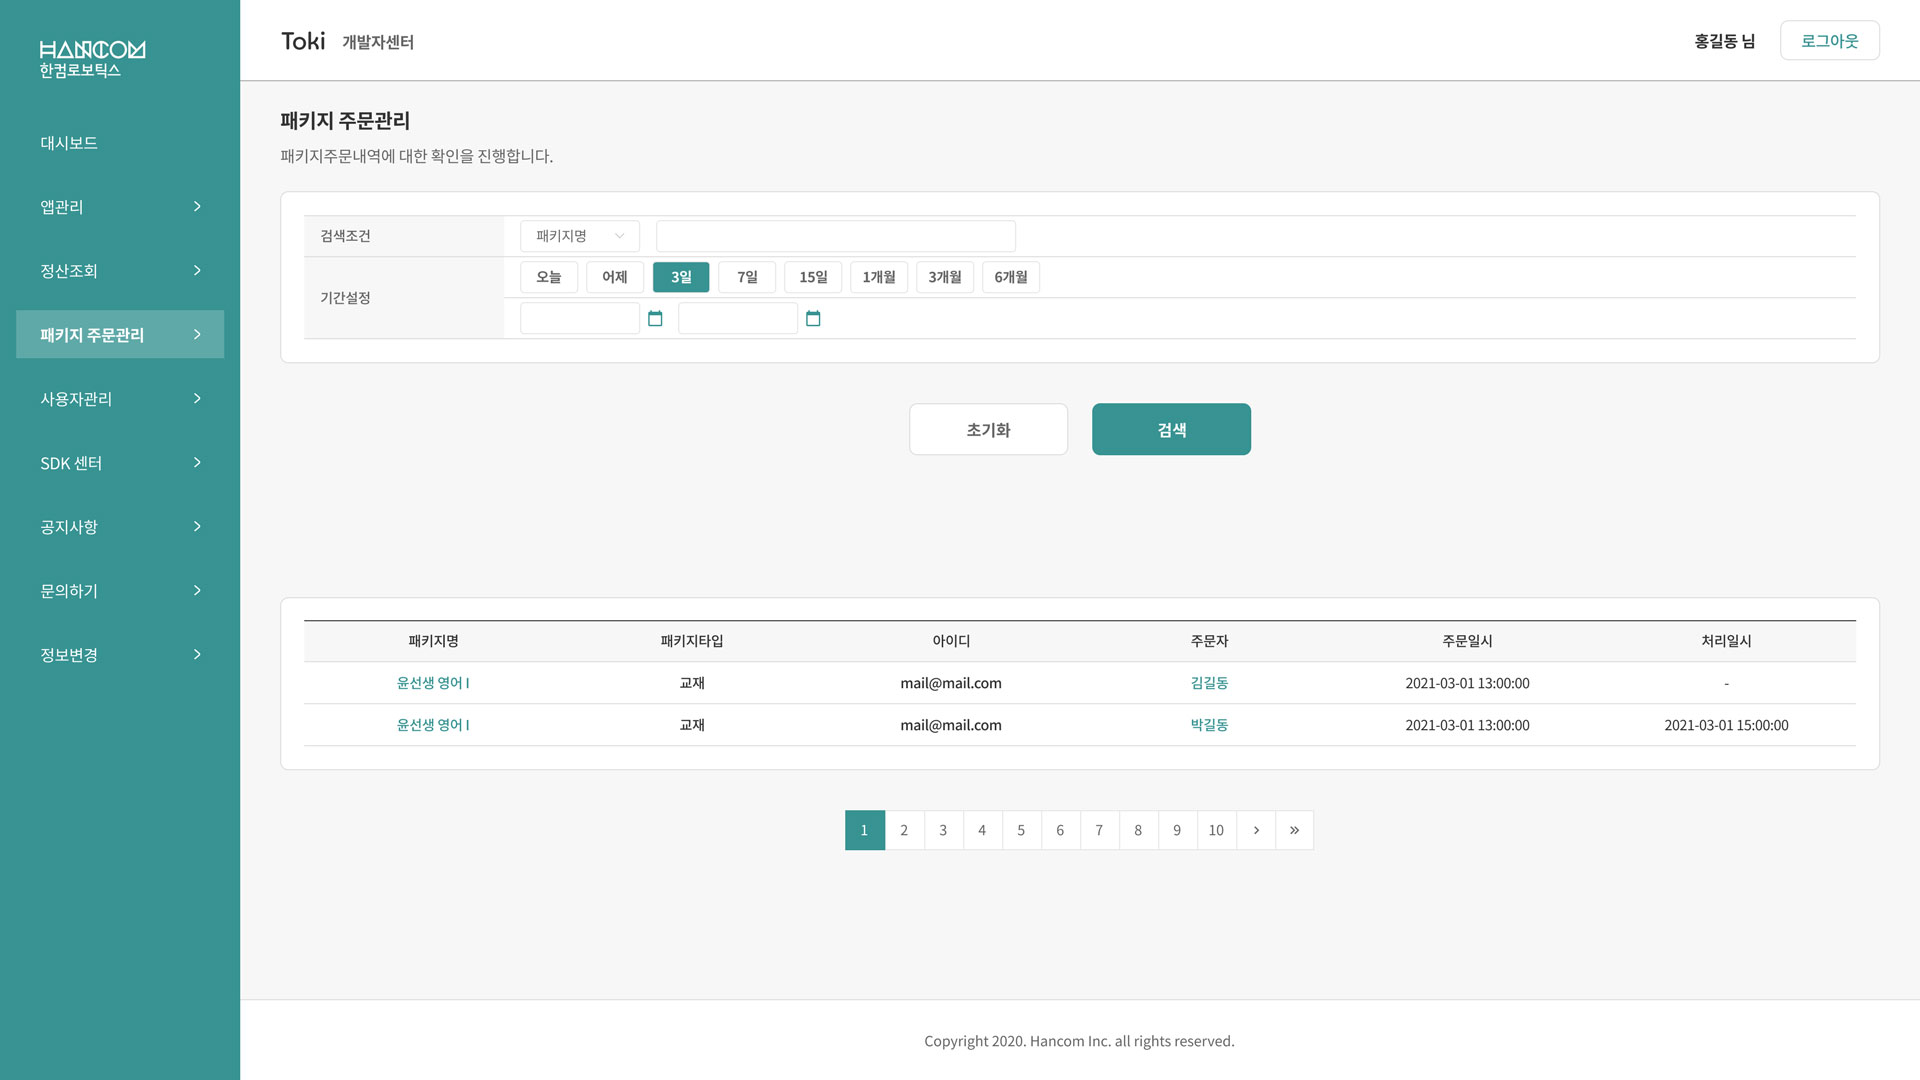 HANCOM
한컴로보틱스
대시보드
앱관리
정산조회
패키지 주문관리
사용자관리
SDK 센터
공지사항
문의하기
정보변경
Toki 개발자센터
홍길동 님 로그아웃
패키지 주문관리
패키지주문내역에 대한 확인을 진행합니다.
검색조건 패키지명
기간설정
오늘 어제 3일 7일 15일 1개월 3개월 6개월
초기화 검색
패키지명 패키지타입 아이디 주문자 주문일시 처리일시
윤선생 영어 I 교재 mail@mail.com 김길동 2021-03-01 13:00:00 -
윤선생 영어 I 교재 mail@mail.com 박길동 2021-03-01 13:00:00 2021-03-01 15:00:00
1 2 3 4 5 6 7 8 9 10 › »
Copyright 2020. Hancom Inc. all rights reserved.